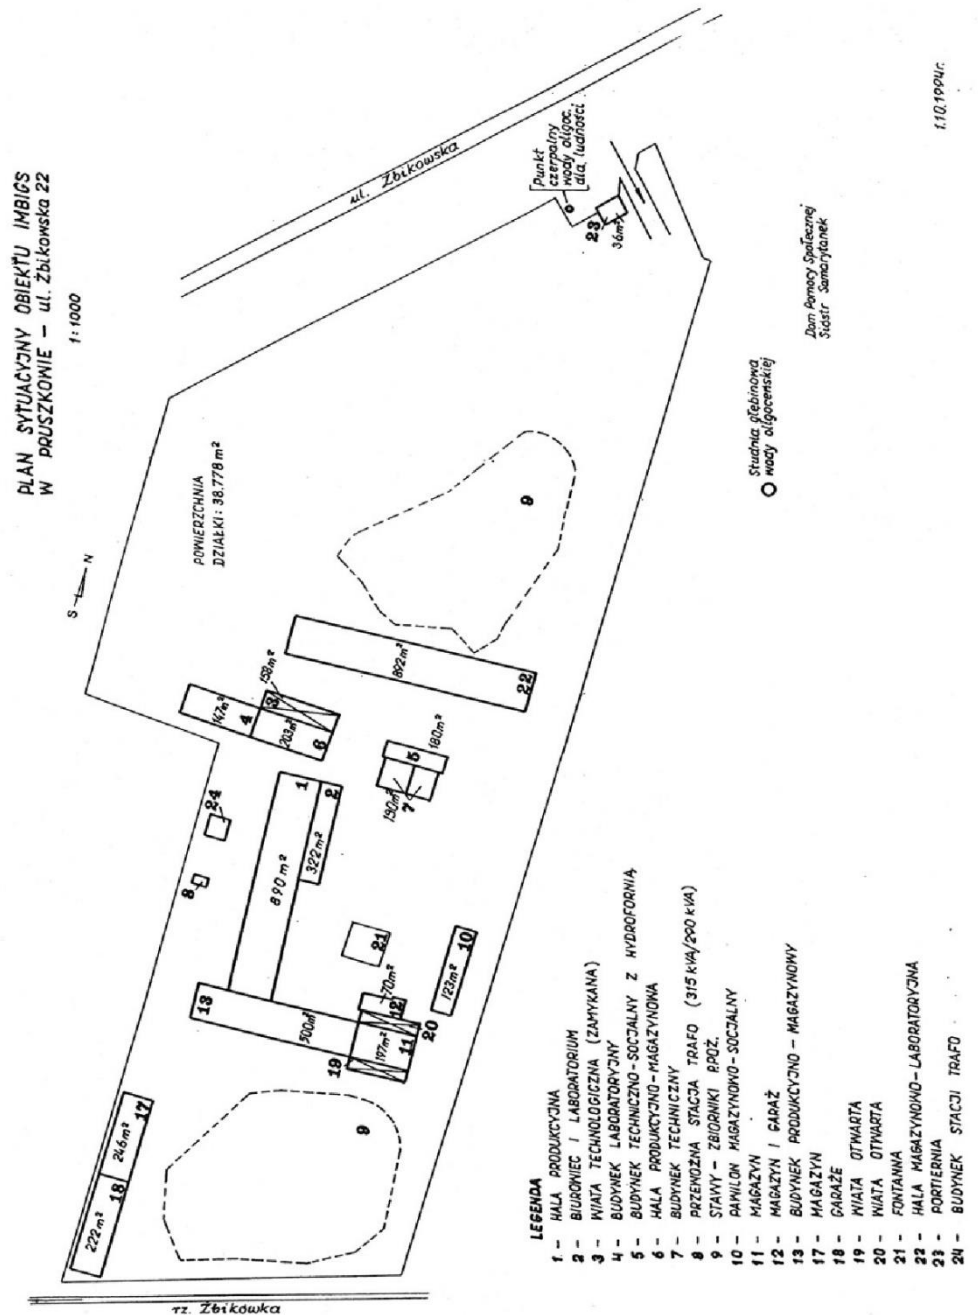 PLAN SYTUACYJNY OBIEKTU IMBIGS
W PRUSZKOWIE - ul. Żbikowska 22
1:1000
S
N
POWIERZCHNIA
DZIAŁKI: 38.778 m²
ul. Żbikowska
Punkt
czerpalny
wody oligoc.
dla ludności
23
36m²
1.10.1994r.
Dom Pomocy Społecznej
Sióstr Samarytanek
Studnia głębinowa
wody oligoceńskiej
9
892m²
22
147m²
4
158m²
3
203m²
6
5
180m²
190m²
7
24
8
1
2
890m²
322m²
21
10
123m²
13
500m²
70m²
12
20
19
197m²
11
9
17
246m²
18
222m²
rz. Żbikówka
LEGENDA
1 - HALA PRODUKCYJNA
2 - BIUROWIEC I LABORATORIUM
3 - WIATA TECHNOLOGICZNA (ZAMYKANA)
4 - BUDYNEK LABORATORYJNY
5 - BUDYNEK TECHNICZNO-SOCJALNY Z HYDROFORNIĄ
6 - HALA PRODUKCYJNO-MAGAZYNOWA
7 - BUDYNEK TECHNICZNY
8 - PRZEWOŹNA STACJA TRAFO (315 kVA/290 kVA)
9 - STAWY - ZBIORNIKI P.POŻ.
10 - PAWILON MAGAZYNOWO-SOCJALNY
11 - MAGAZYN
12 - MAGAZYN I GARAŻ
13 - BUDYNEK PRODUKCYJNO - MAGAZYNOWY
17 - MAGAZYN
18 - GARAŻE
19 - WIATA OTWARTA
20 - WIATA OTWARTA
21 - FONTANNA
22 - HALA MAGAZYNOWO-LABORATORYJNA
23 - PORTIERNIA
24 - BUDYNEK STACJI TRAFO